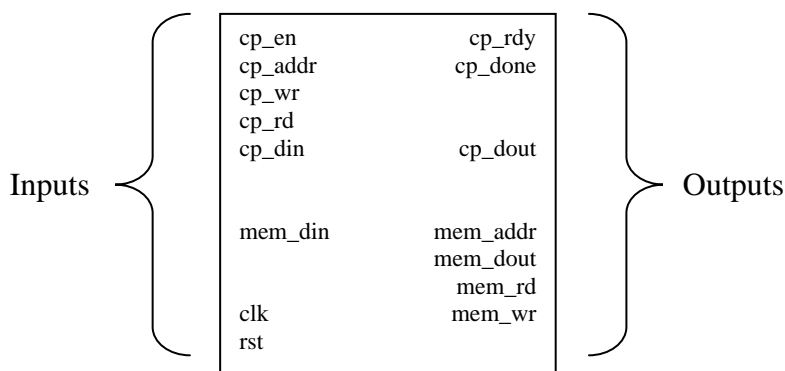 cp_en cp_rdy
cp_addr cp_done
cp_wr
cp_rd
cp_din cp_dout
Inputs Outputs
mem_din mem_addr
mem_dout
mem_rd
clk mem_wr
rst